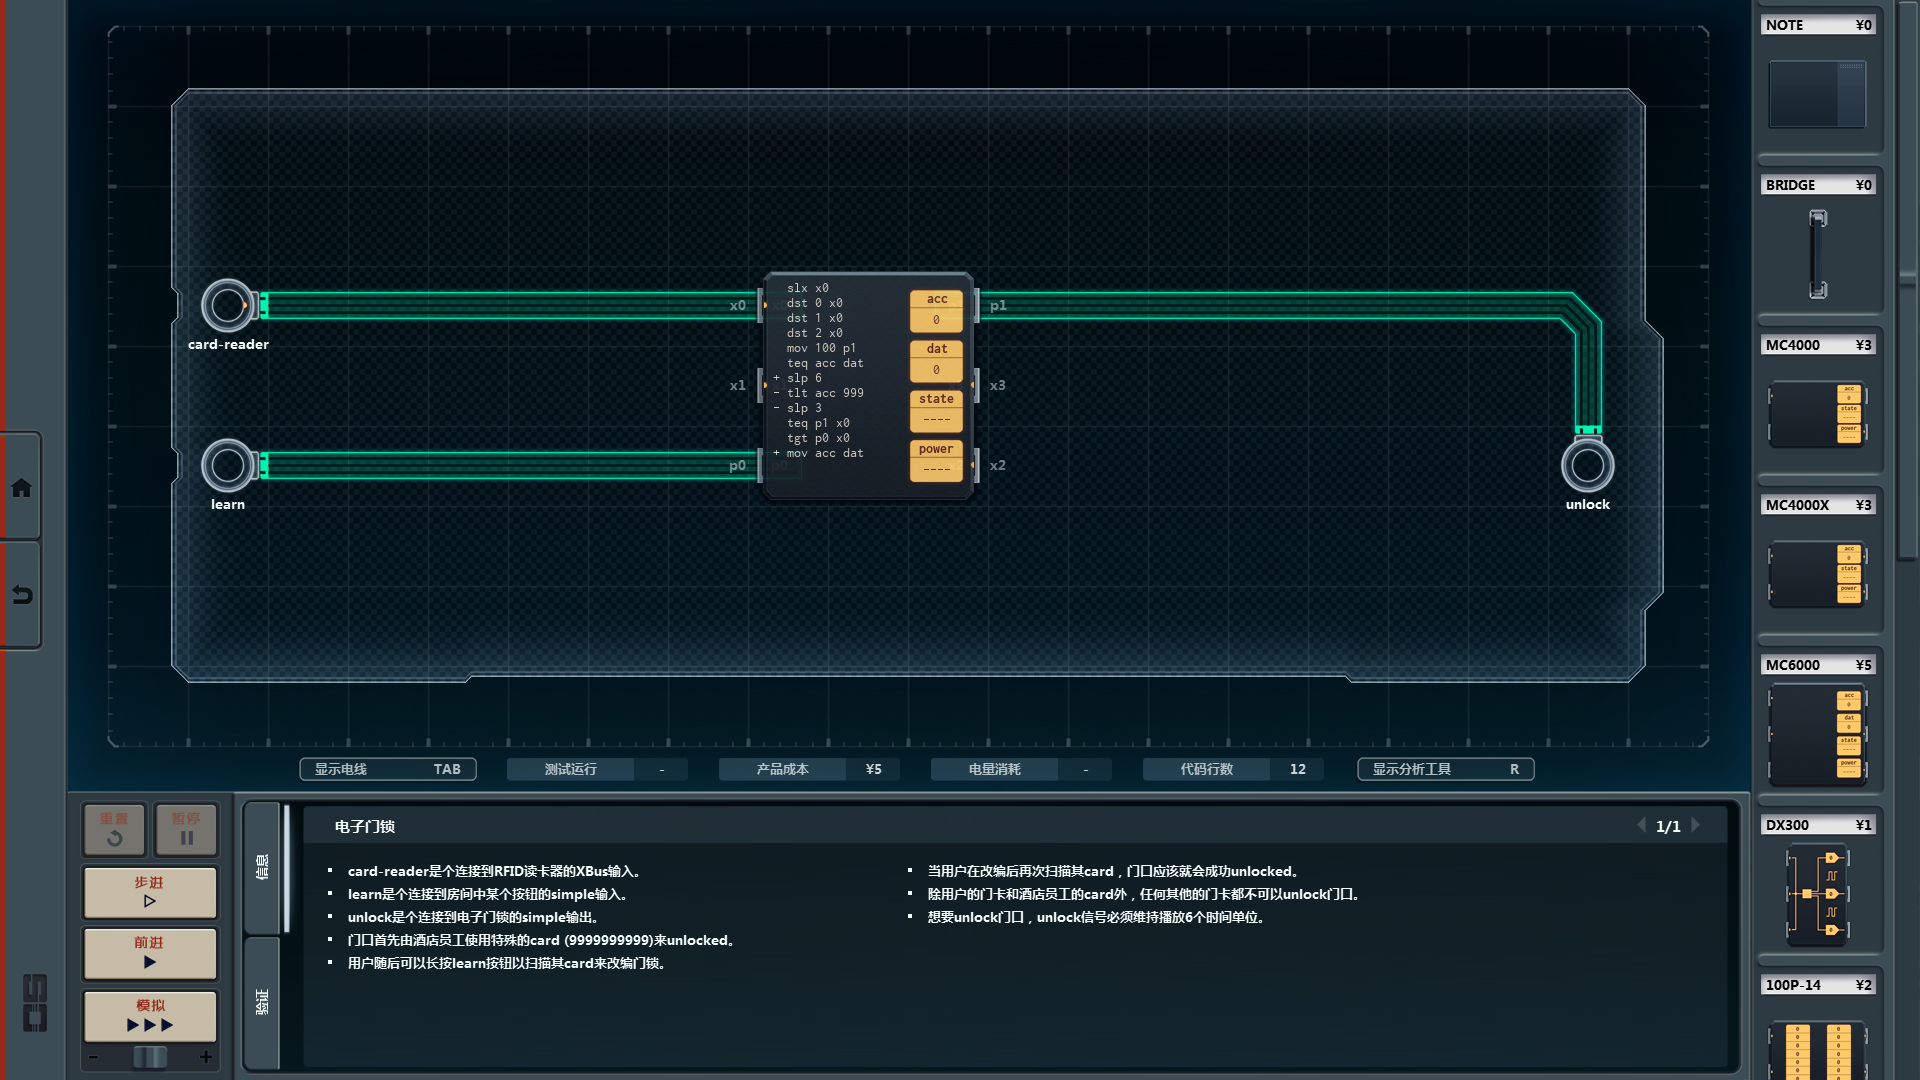 NOTE ¥0
BRIDGE ¥0
MC4000 ¥3
acc
0
state
----
power
----
MC4000X ¥3
acc
0
state
----
power
----
MC6000 ¥5
acc
0
dat
0
state
----
power
----
DX300 ¥1
100P-14 ¥2
card-reader
learn
unlock
x0
x1
p0
p1
x3
x2
slx x0
dst 0 x0
dst 1 x0
dst 2 x0
mov 100 p1
teq acc dat
+ slp 6
- tlt acc 999
- slp 3
teq p1 x0
tgt p0 x0
+ mov acc dat
acc
0
dat
0
state
----
power
----
显示电线 TAB
测试运行 -
产品成本 ¥5
电量消耗 -
代码行数 12
显示分析工具 R
重置
暂停
步进
前进
模拟
- +
信息
验证
电子门锁
1/1
card-reader是个连接到RFID读卡器的XBus输入。
learn是个连接到房间中某个按钮的simple输入。
unlock是个连接到电子门锁的simple输出。
门口首先由酒店员工使用特殊的card (9999999999)来unlocked。
用户随后可以长按learn按钮以扫描其card来改编门锁。
当用户在改编后再次扫描其card，门口应该就会成功unlocked。
除用户的门卡和酒店员工的card外，任何其他的门卡都不可以unlock门口。
想要unlock门口，unlock信号必须维持播放6个时间单位。